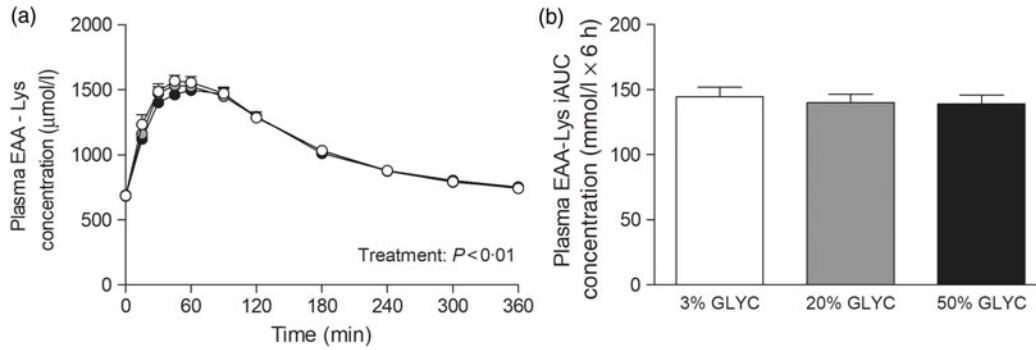 (a)
Plasma EAA - Lys
concentration (μmol/l)
2000
1500
1000
500
0
0 60 120 180 240 300 360
Time (min)
Treatment: P<0·01
(b)
Plasma EAA-Lys iAUC
concentration (mmol/l × 6 h)
200
150
100
50
0
3% GLYC 20% GLYC 50% GLYC